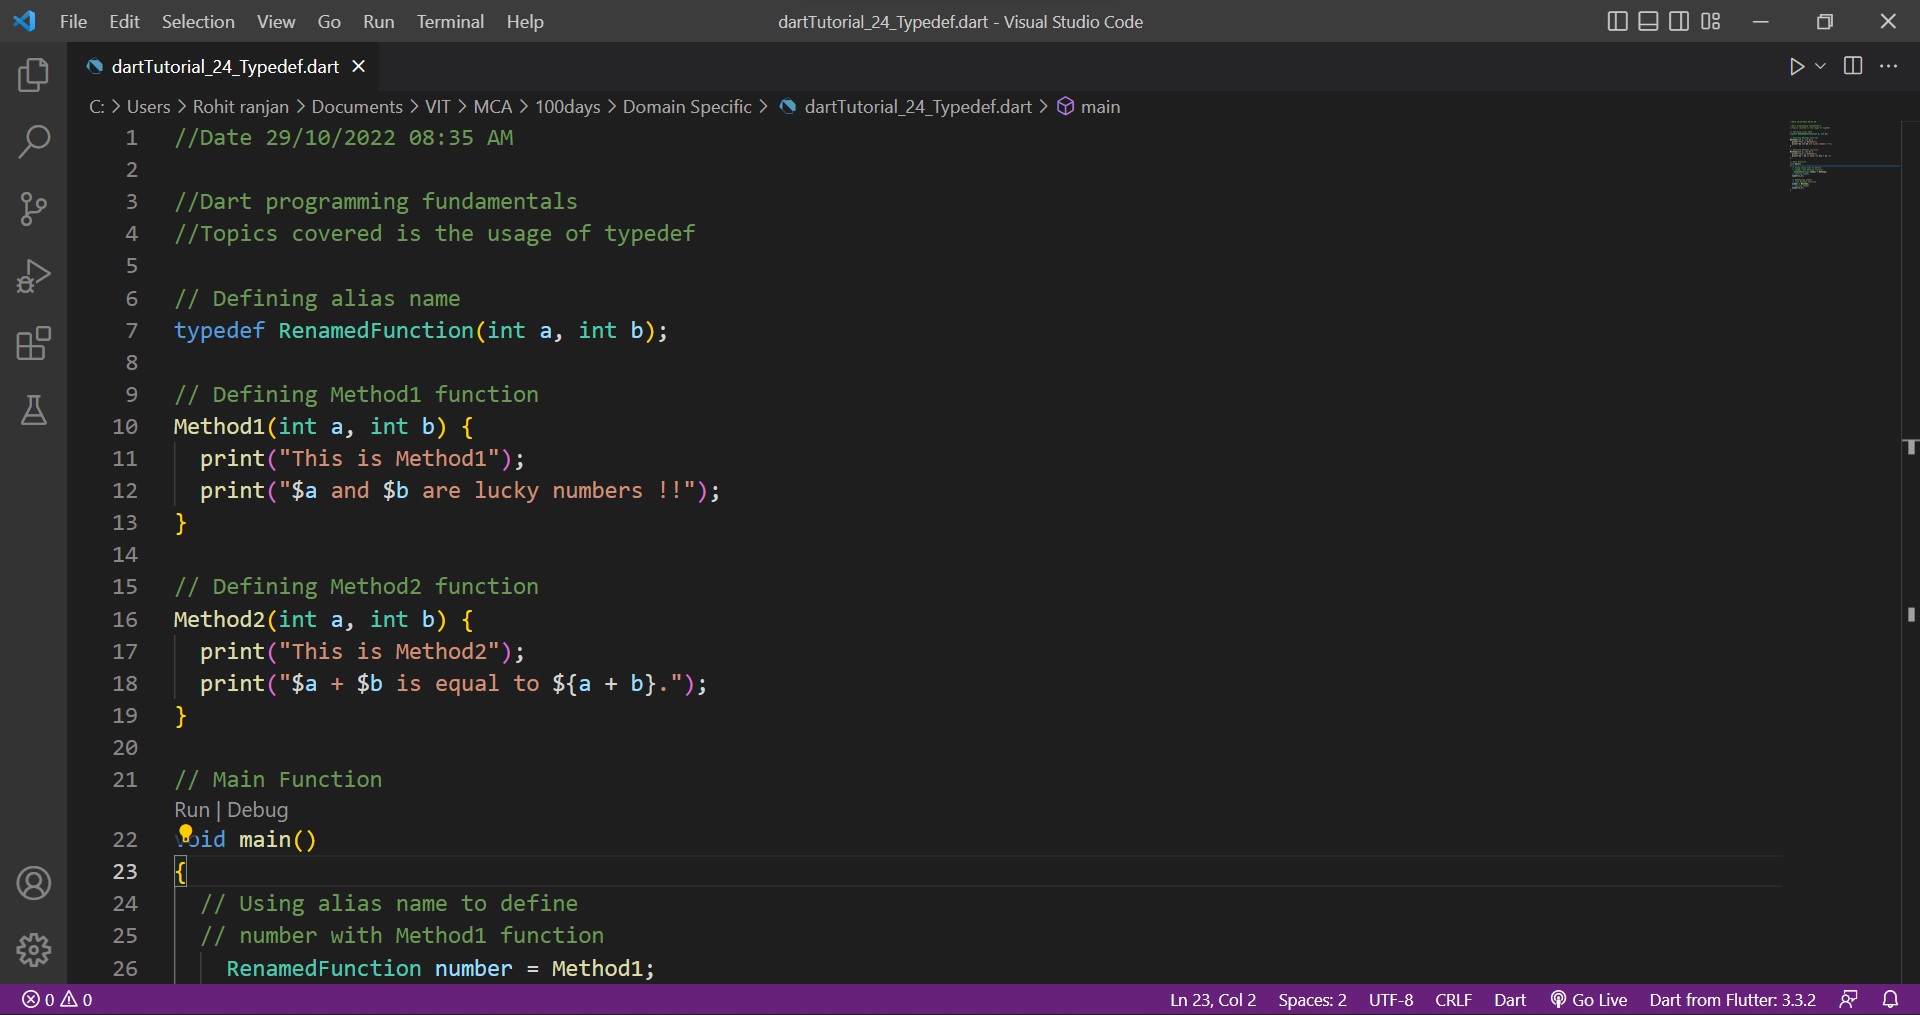 File Edit Selection View Go Run Terminal Help dartTutorial_24_Typedef.dart - Visual Studio Code
dartTutorial_24_Typedef.dart
C: > Users > Rohit ranjan > Documents > VIT > MCA > 100days > Domain Specific > dartTutorial_24_Typedef.dart > main
1 //Date 29/10/2022 08:35 AM
2
3 //Dart programming fundamentals
4 //Topics covered is the usage of typedef
5
6 // Defining alias name
7 typedef RenamedFunction(int a, int b);
8
9 // Defining Method1 function
10 Method1(int a, int b) {
11 print("This is Method1");
12 print("$a and $b are lucky numbers !!");
13 }
14
15 // Defining Method2 function
16 Method2(int a, int b) {
17 print("This is Method2");
18 print("$a + $b is equal to ${a + b}.");
19 }
20
21 // Main Function
Run | Debug
22 void main()
23 {
24 // Using alias name to define
25 // number with Method1 function
26 RenamedFunction number = Method1;
0 0 Ln 23, Col 2 Spaces: 2 UTF-8 CRLF Dart Go Live Dart from Flutter: 3.3.2